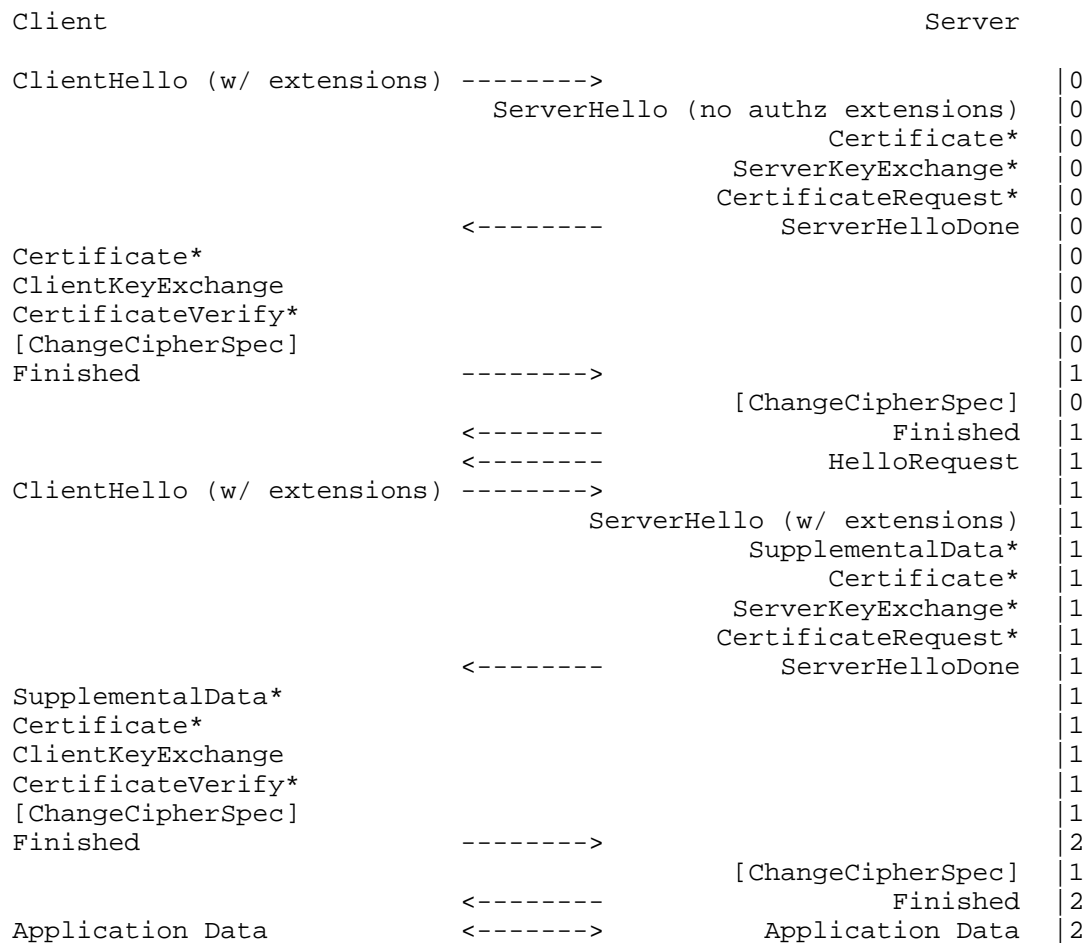 Client                                                   Server

ClientHello (w/ extensions) -------->                            |0
                              ServerHello (no authz extensions)  |0
                                                   Certificate*  |0
                                             ServerKeyExchange*  |0
                                            CertificateRequest*  |0
                            <--------           ServerHelloDone  |0
Certificate*                                                     |0
ClientKeyExchange                                                |0
CertificateVerify*                                               |0
[ChangeCipherSpec]                                               |0
Finished                    -------->                            |1
                                             [ChangeCipherSpec]  |0
                            <--------                  Finished  |1
                            <--------              HelloRequest  |1
ClientHello (w/ extensions) -------->                            |1
                                    ServerHello (w/ extensions)  |1
                                              SupplementalData*  |1
                                                   Certificate*  |1
                                             ServerKeyExchange*  |1
                                            CertificateRequest*  |1
                            <--------           ServerHelloDone  |1
SupplementalData*                                                |1
Certificate*                                                     |1
ClientKeyExchange                                                |1
CertificateVerify*                                               |1
[ChangeCipherSpec]                                               |1
Finished                    -------->                            |2
                                             [ChangeCipherSpec]  |1
                            <--------                  Finished  |2
Application Data            <------->          Application Data  |2